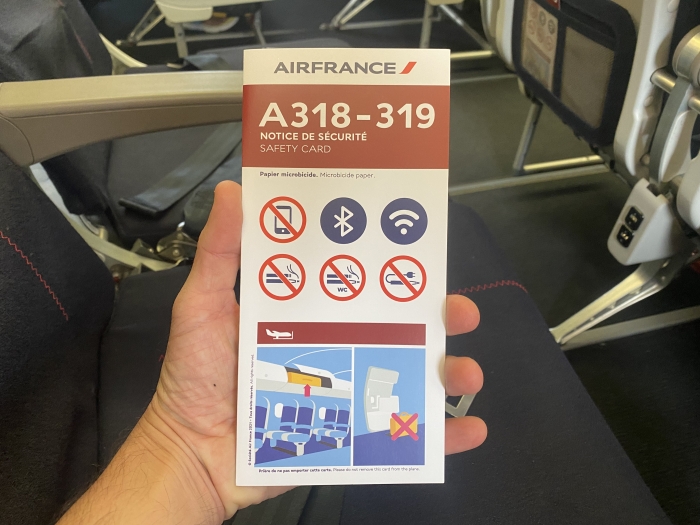 AIRFRANCE
A318-319
NOTICE DE SÉCURITÉ
SAFETY CARD
Papier microbicide. Microbicide paper.
WC
Prière de ne pas emporter cette carte. Please do not remove this card from the plane.